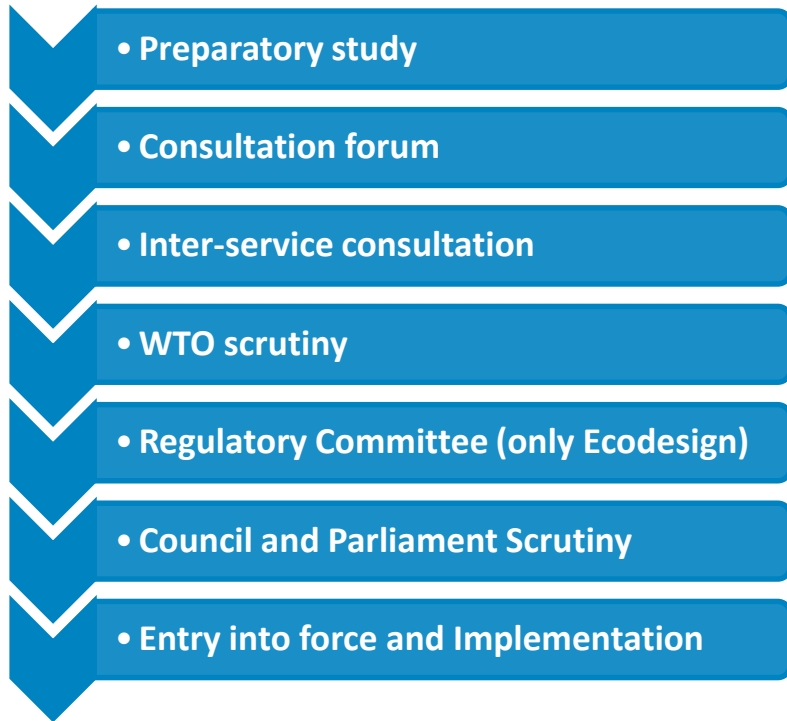 • Preparatory study
• Consultation forum
• Inter-service consultation
• WTO scrutiny
• Regulatory Committee (only Ecodesign)
• Council and Parliament Scrutiny
• Entry into force and Implementation